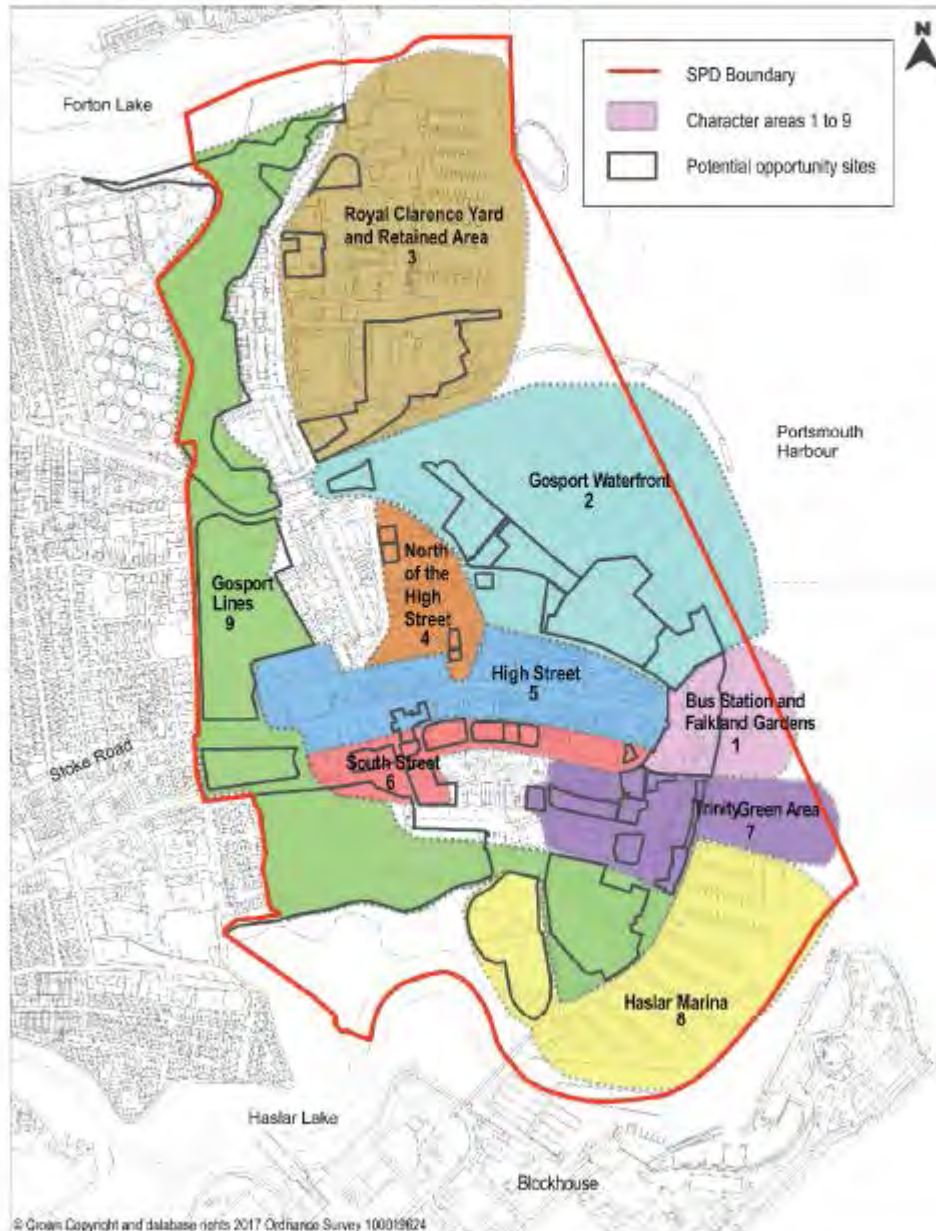 N
SPD Boundary
Character areas 1 to 9
Potential opportunity sites
Forton Lake
Royal Clarence Yard
and Retained Area
3
Portsmouth
Harbour
Gosport Waterfront
2
North
of the
High
Street
4
Gosport
Lines
9
High Street
5
Bus Station and
Falkland Gardens
1
Stoke Road
South Street
6
TrinityGreen Area
7
Haslar Marina
8
Haslar Lake
Blockhouse
© Crown Copyright and database rights 2017 Ordnance Survey 100019624